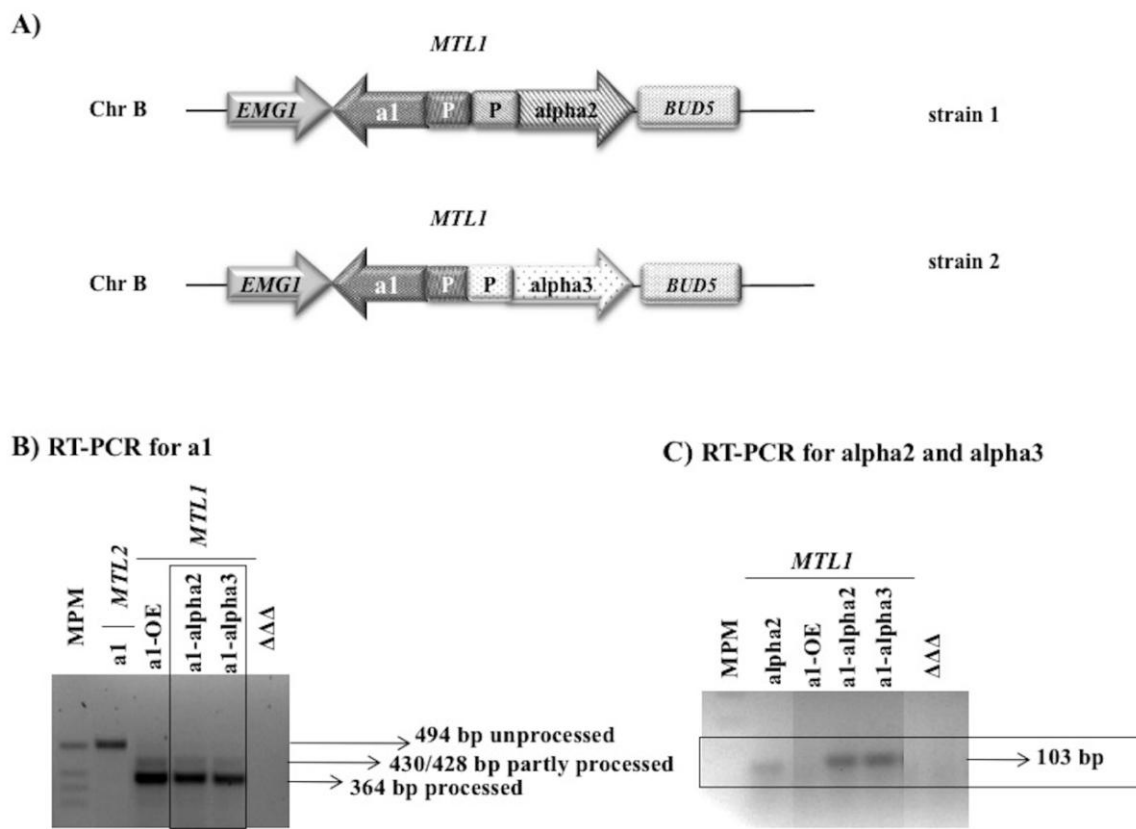 A)
MTL1
Chr B
EMG1
a1
P
P
alpha2
BUD5
strain 1
MTL1
Chr B
EMG1
a1
P
P
alpha3
BUD5
strain 2
B) RT-PCR for a1
MPM
MTL2
a1
MTL1
a1-OE
a1-alpha2
a1-alpha3
ΔΔΔ
494 bp unprocessed
430/428 bp partly processed
364 bp processed
C) RT-PCR for alpha2 and alpha3
MTL1
MPM
alpha2
a1-OE
a1-alpha2
a1-alpha3
ΔΔΔ
103 bp